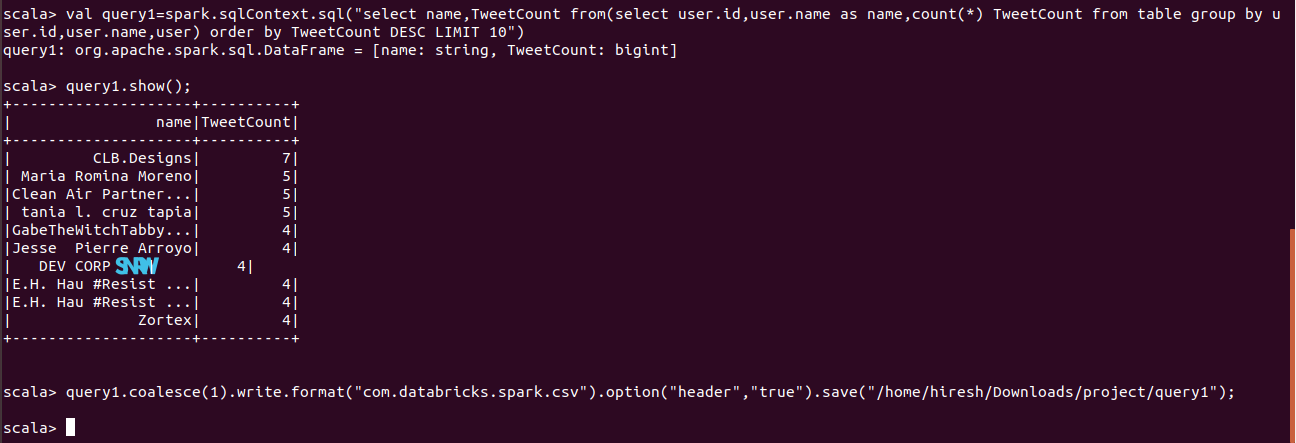 scala> val query1=spark.sqlContext.sql("select name,TweetCount from(select user.id,user.name as name,count(*) TweetCount from table group by u
ser.id,user.name,user) order by TweetCount DESC LIMIT 10")
query1: org.apache.spark.sql.DataFrame = [name: string, TweetCount: bigint]
scala> query1.show();
+--------------------+----------+
|                name|TweetCount|
+--------------------+----------+
|          CLB.Designs|         7|
| Maria Romina Moreno|         5|
|Clean Air Partner...|         5|
| tania l. cruz tapia|         5|
|GabeTheWitchTabby...|         4|
|Jesse  Pierre Arroyo|         4|
|   DEV CORP         4|
|E.H. Hau #Resist ...|         4|
|E.H. Hau #Resist ...|         4|
|              Zortex|         4|
+--------------------+----------+
scala> query1.coalesce(1).write.format("com.databricks.spark.csv").option("header","true").save("/home/hiresh/Downloads/project/query1");
scala>